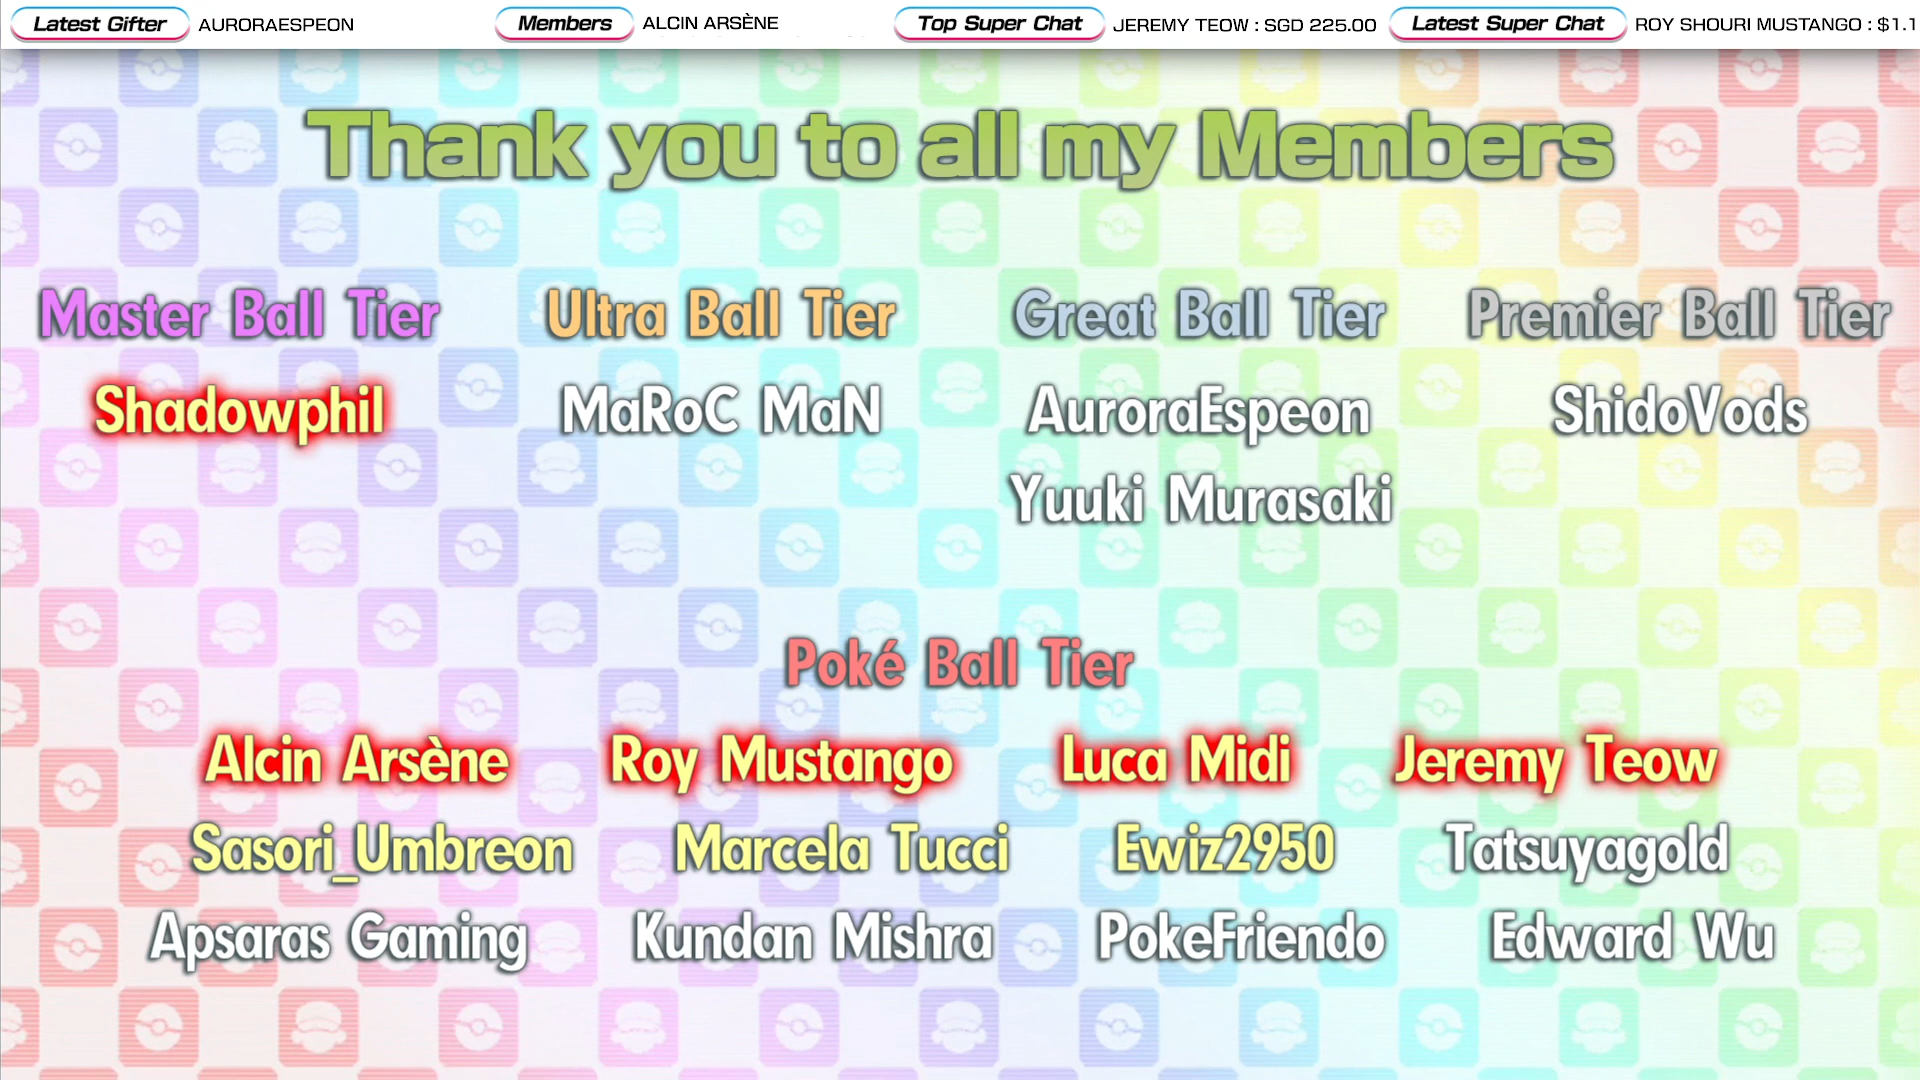 Latest Gifter AURORAESPEON Members ALCIN ARSÈNE Top Super Chat JEREMY TEOW : SGD 225.00 Latest Super Chat ROY SHOURI MUSTANGO : $1.1
Thank you to all my Members
Master Ball Tier Ultra Ball Tier Great Ball Tier Premier Ball Tier
Shadowphil MaRoC MaN AuroraEspeon ShidoVods
Yuuki Murasaki
Poké Ball Tier
Alcin Arsène Roy Mustango Luca Midi Jeremy Teow
Sasori_Umbreon Marcela Tucci Ewiz2950 Tatsuyagold
Apsaras Gaming Kundan Mishra PokeFriendo Edward Wu